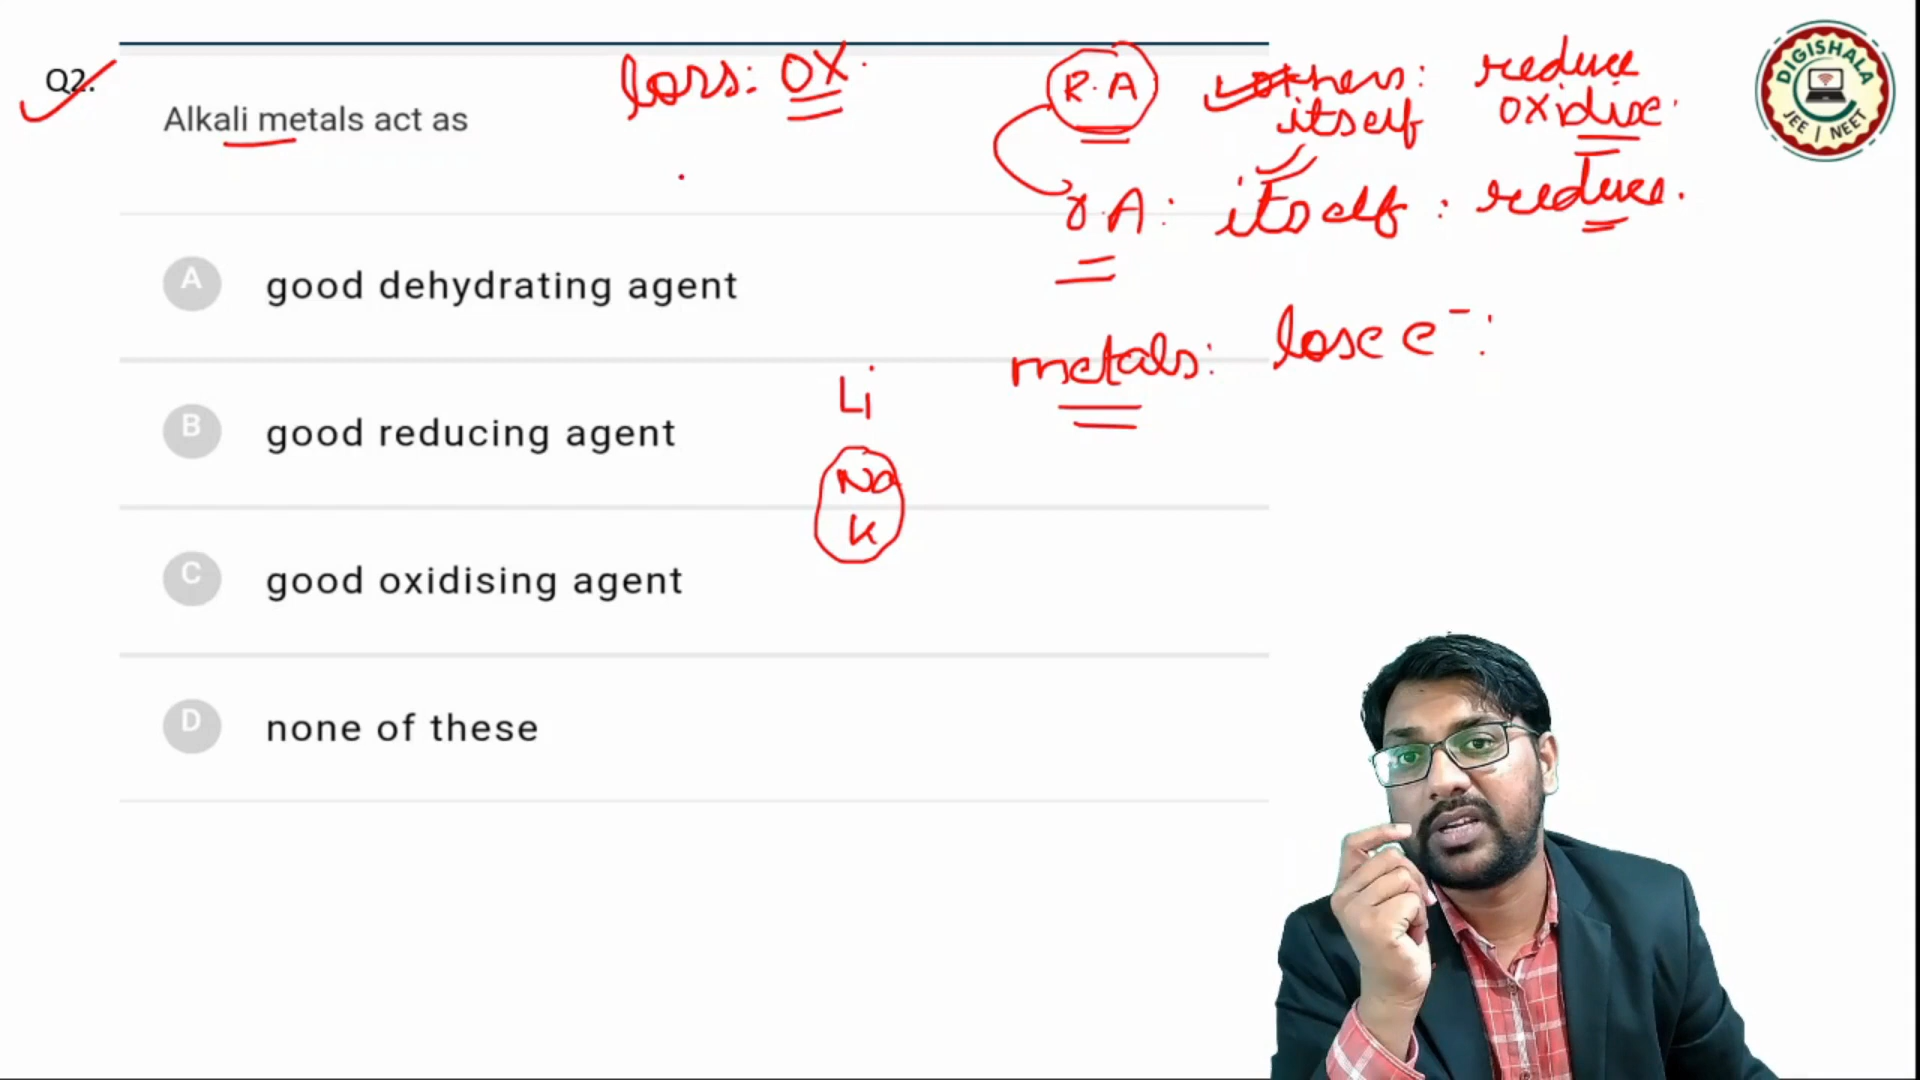 Q2.
Alkali metals act as
loss: OX.
R.A others: reduce
itself oxidise.
γ.A: itself: reduce.
A good dehydrating agent
metals: lose e⁻:
Li
B good reducing agent
Na
K
C good oxidising agent
D none of these
DIGISHALA
JEE | NEET